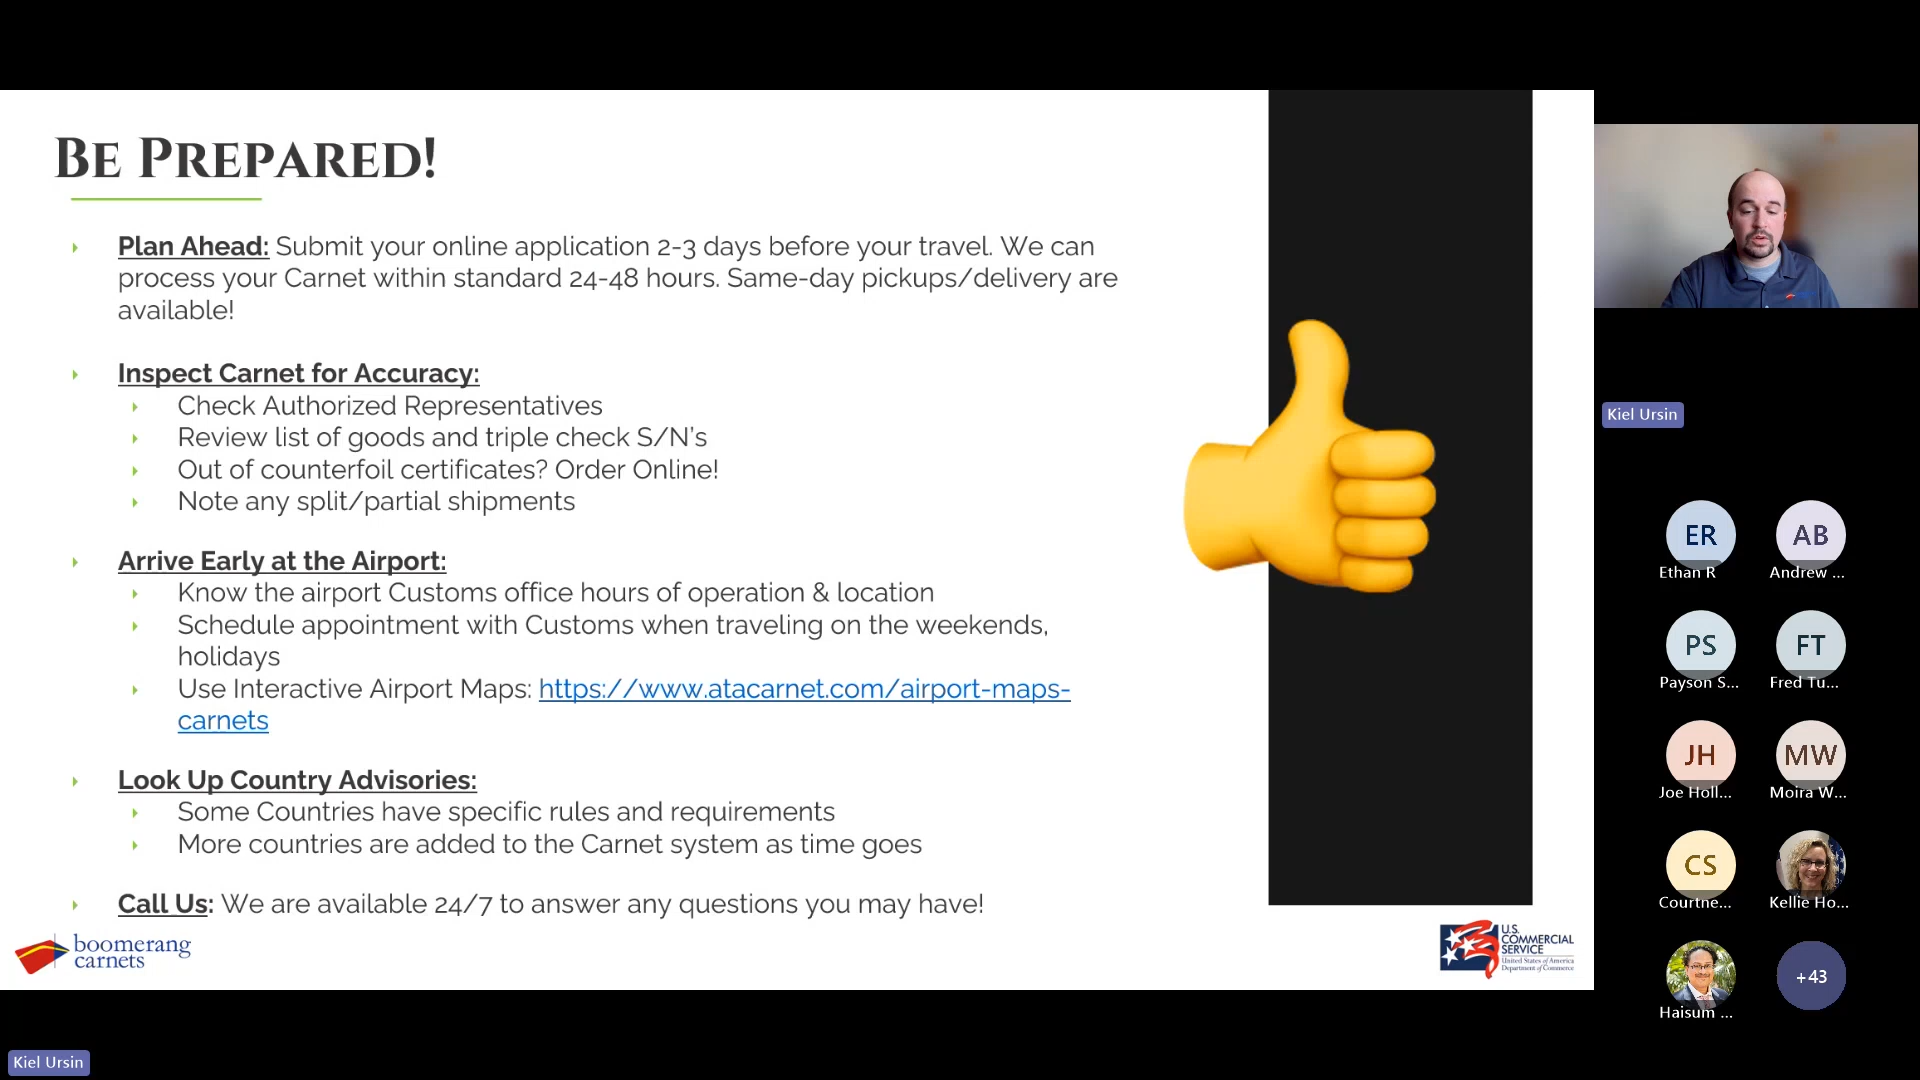 Be Prepared!
Plan Ahead: Submit your online application 2-3 days before your travel. We can
process your Carnet within standard 24-48 hours. Same-day pickups/delivery are
available!
Inspect Carnet for Accuracy:
Check Authorized Representatives
Review list of goods and triple check S/N's
Out of counterfoil certificates? Order Online!
Note any split/partial shipments
Arrive Early at the Airport:
Know the airport Customs office hours of operation & location
Schedule appointment with Customs when traveling on the weekends,
holidays
Use Interactive Airport Maps: https://www.atacarnet.com/airport-maps-
carnets
Look Up Country Advisories:
Some Countries have specific rules and requirements
More countries are added to the Carnet system as time goes
Call Us: We are available 24/7 to answer any questions you may have!
boomerang
carnets
U.S.
COMMERCIAL
SERVICE
United States of America
Department of Commerce
Kiel Ursin
Kiel Ursin
ER
Ethan R
AB
Andrew ...
PS
Payson S...
FT
Fred Tu...
JH
Joe Holl...
MW
Moira W...
CS
Courtne...
Kellie Ho...
Haisum ...
+43